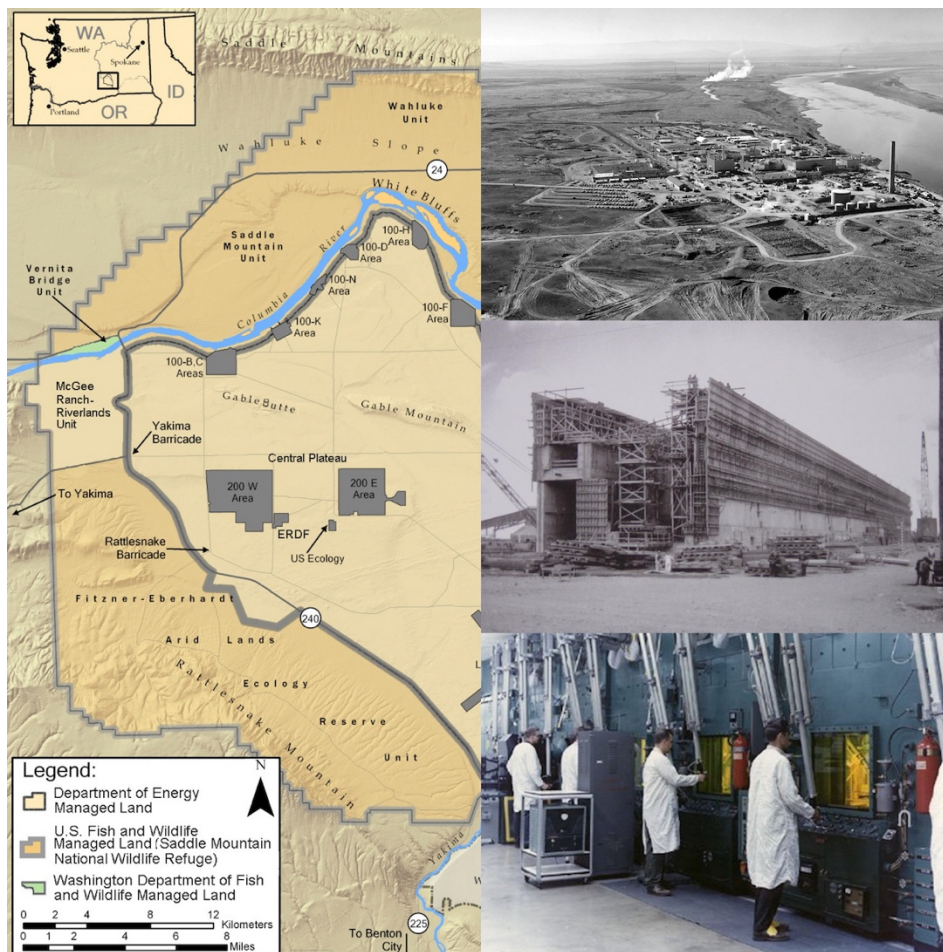 WA
Seattle
Spokane
ID
Portland
OR
Saddle Mountains
Wahluke
Unit
Wahluke Slope
24
White Bluffs
100-H
Area
River
100-D
Area
Saddle
Mountain
Unit
Vernita
Bridge
Unit
100-N
Area
Columbia
100-F
Area
100-K
Area
100-B,C
Areas
McGee
Ranch-
Riverlands
Unit
Gable Butte
Gable Mountain
Yakima
Barricade
Central Plateau
200 W
Area
200 E
Area
To Yakima
ERDF
US Ecology
Rattlesnake
Barricade
Fitzner-Eberhardt
240
Arid Lands
Ecology
Reserve
Unit
Rattlesnake Mountain
N
Legend:
Department of Energy
Managed Land
U.S. Fish and Wildlife
Managed Land (Saddle Mountain
National Wildlife Refuge)
Washington Department of Fish
and Wildlife Managed Land
0 2 4 8 12
Kilometers
0 2 4 8
Miles
Yakima
225
To Benton
City